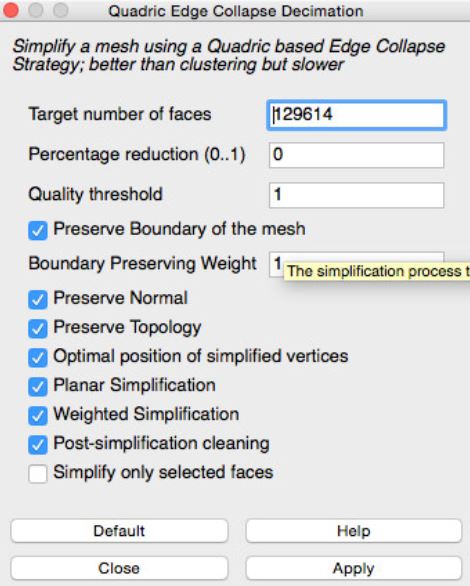 Quadric Edge Collapse Decimation
Simplify a mesh using a Quadric based Edge Collapse
Strategy; better than clustering but slower
Target number of faces 129614
Percentage reduction (0..1) 0
Quality threshold 1
Preserve Boundary of the mesh
Boundary Preserving Weight 1
The simplification process t
Preserve Normal
Preserve Topology
Optimal position of simplified vertices
Planar Simplification
Weighted Simplification
Post-simplification cleaning
Simplify only selected faces
Default Help
Close Apply